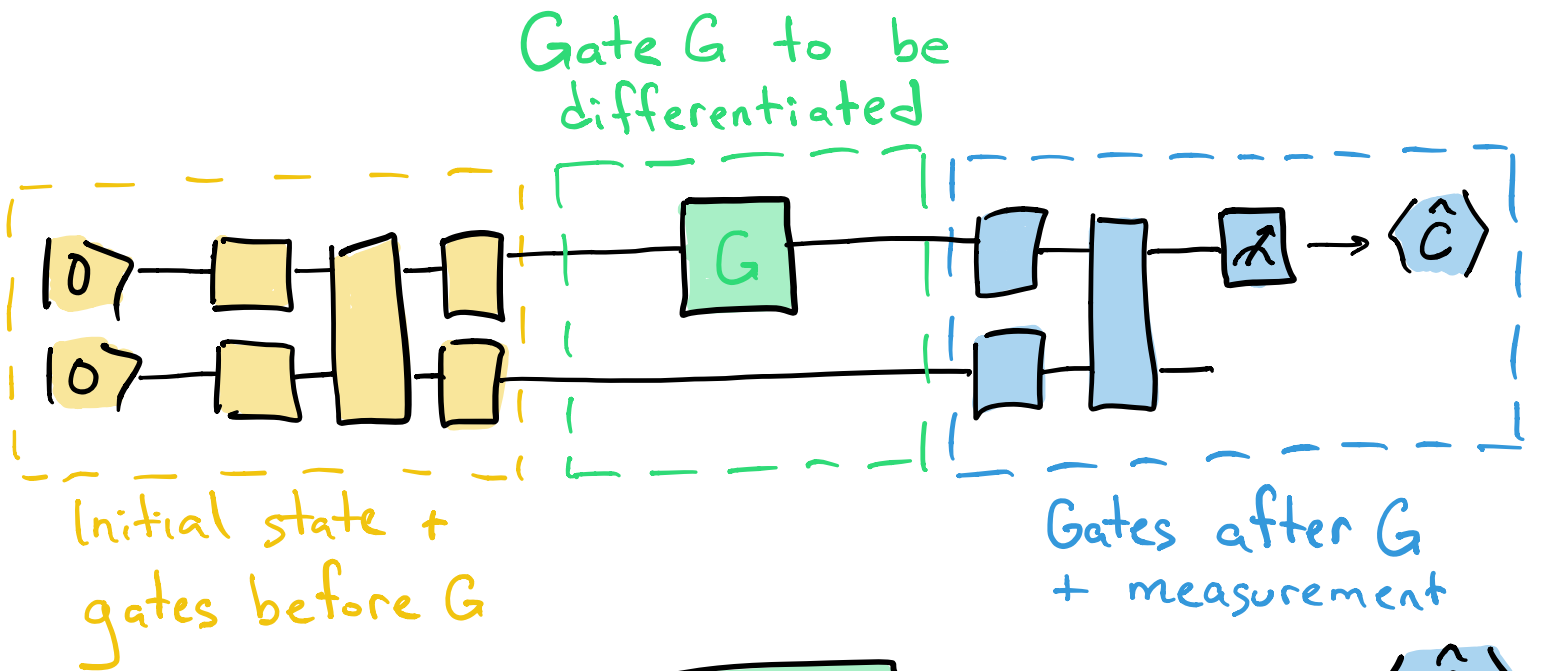 Gate G to be
differentiated
0
0
G
Ĉ
Initial state +
gates before G
Gates after G
+ measurement